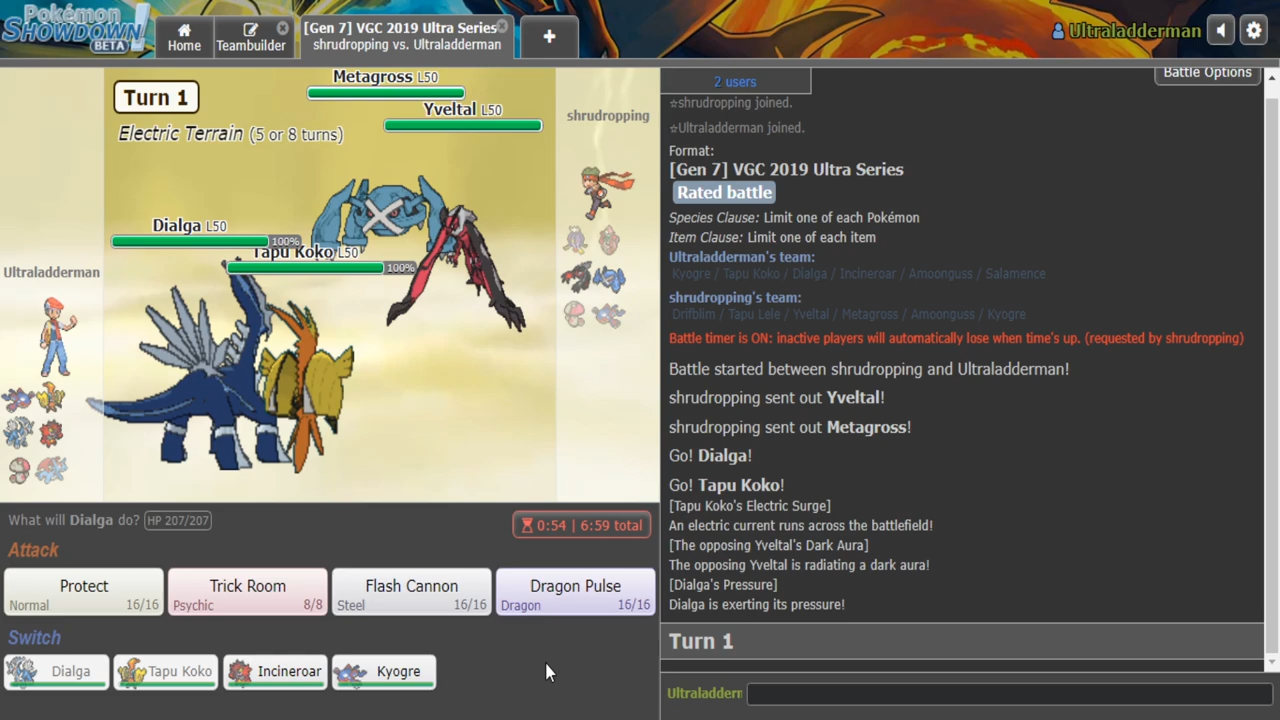 Pokémon
SHOWDOWN!
BETA
Home
Teambuilder
[Gen 7] VGC 2019 Ultra Series
shrudropping vs. Ultraladderman
+
Ultraladderman
Turn 1
Electric Terrain (5 or 8 turns)
Metagross L50
Yveltal L50
Dialga L50
100%
Tapu Koko L50
100%
Ultraladderman
shrudropping
What will Dialga do? HP 207/207
0:54 | 6:59 total
Attack
Protect
Normal 16/16
Trick Room
Psychic 8/8
Flash Cannon
Steel 16/16
Dragon Pulse
Dragon 16/16
Switch
Dialga
Tapu Koko
Incineroar
Kyogre
2 users
Battle Options
☆shrudropping joined.
☆Ultraladderman joined.
Format:
[Gen 7] VGC 2019 Ultra Series
Rated battle
Species Clause: Limit one of each Pokémon
Item Clause: Limit one of each item
Ultraladderman's team:
Kyogre / Tapu Koko / Dialga / Incineroar / Amoonguss / Salamence
shrudropping's team:
Drifblim / Tapu Lele / Yveltal / Metagross / Amoonguss / Kyogre
Battle timer is ON: inactive players will automatically lose when time's up. (requested by shrudropping)
Battle started between shrudropping and Ultraladderman!
shrudropping sent out Yveltal!
shrudropping sent out Metagross!
Go! Dialga!
Go! Tapu Koko!
[Tapu Koko's Electric Surge]
An electric current runs across the battlefield!
[The opposing Yveltal's Dark Aura]
The opposing Yveltal is radiating a dark aura!
[Dialga's Pressure]
Dialga is exerting its pressure!
Turn 1
Ultraladderm